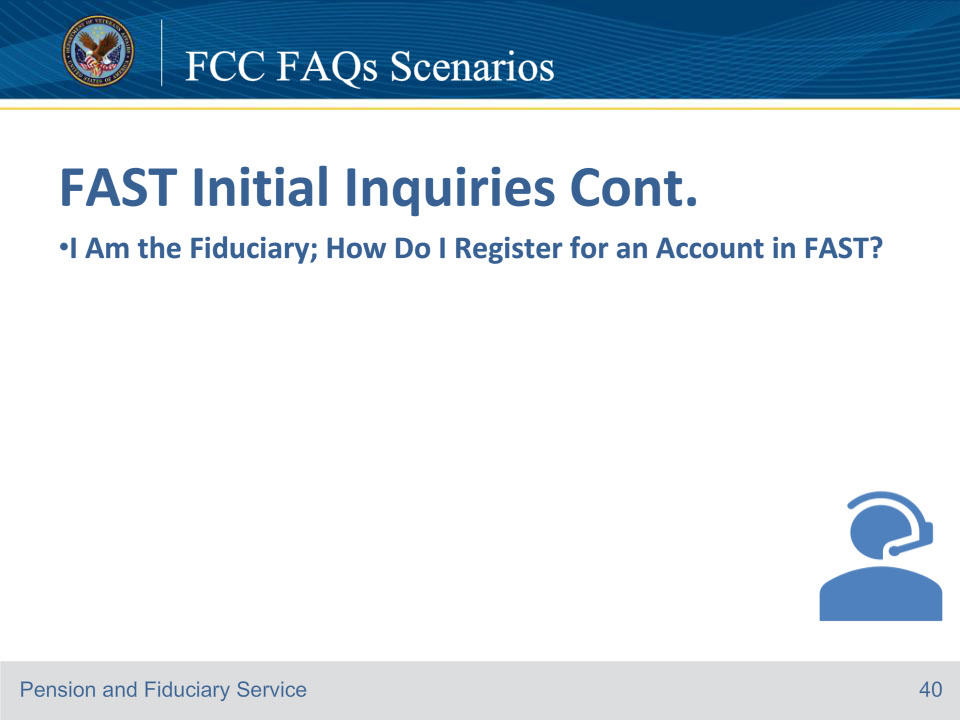 FCC FAQs Scenarios
FAST Initial Inquiries Cont.
•I Am the Fiduciary; How Do I Register for an Account in FAST?
Pension and Fiduciary Service
40